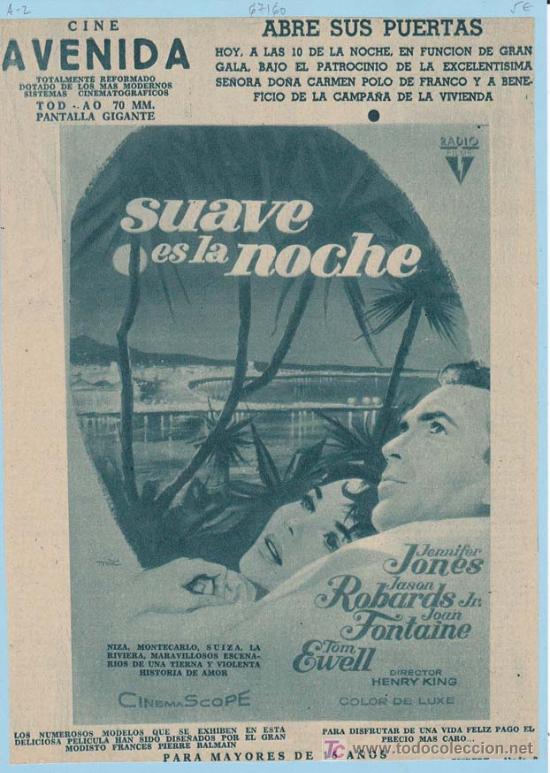 A-2
67160
5€
CINE
AVENIDA
TOTALMENTE REFORMADO
DOTADO DE LOS MAS MODERNOS
SISTEMAS CINEMATOGRAFICOS
TOD-AO 70 MM.
PANTALLA GIGANTE
ABRE SUS PUERTAS
HOY, A LAS 10 DE LA NOCHE, EN FUNCION DE GRAN
GALA, BAJO EL PATROCINIO DE LA EXCELENTISIMA
SEÑORA DOÑA CARMEN POLO DE FRANCO Y A BENE-
FICIO DE LA CAMPAÑA DE LA VIVIENDA
RADIO
FILMS
suave
es la noche
Jennifer
Jones
Jason
Robards Jr.
Joan
Fontaine
Tom
Ewell
DIRECTOR
HENRY KING
NIZA, MONTECARLO, SUIZA, LA
RIVIERA, MARAVILLOSOS ESCENA-
RIOS DE UNA TIERNA Y VIOLENTA
HISTORIA DE AMOR
CINEMASCOPE
COLOR DE LUXE
LOS NUMEROSOS MODELOS QUE SE EXHIBEN EN ESTA
DELICIOSA PELICULA HAN SIDO DISEÑADOS POR EL GRAN
MODISTO FRANCES PIERRE BALMAIN
PARA DISFRUTAR DE UNA VIDA FELIZ PAGO EL
PRECIO MAS CARO...
PARA MAYORES DE AÑOS
TC todocoleccion.net